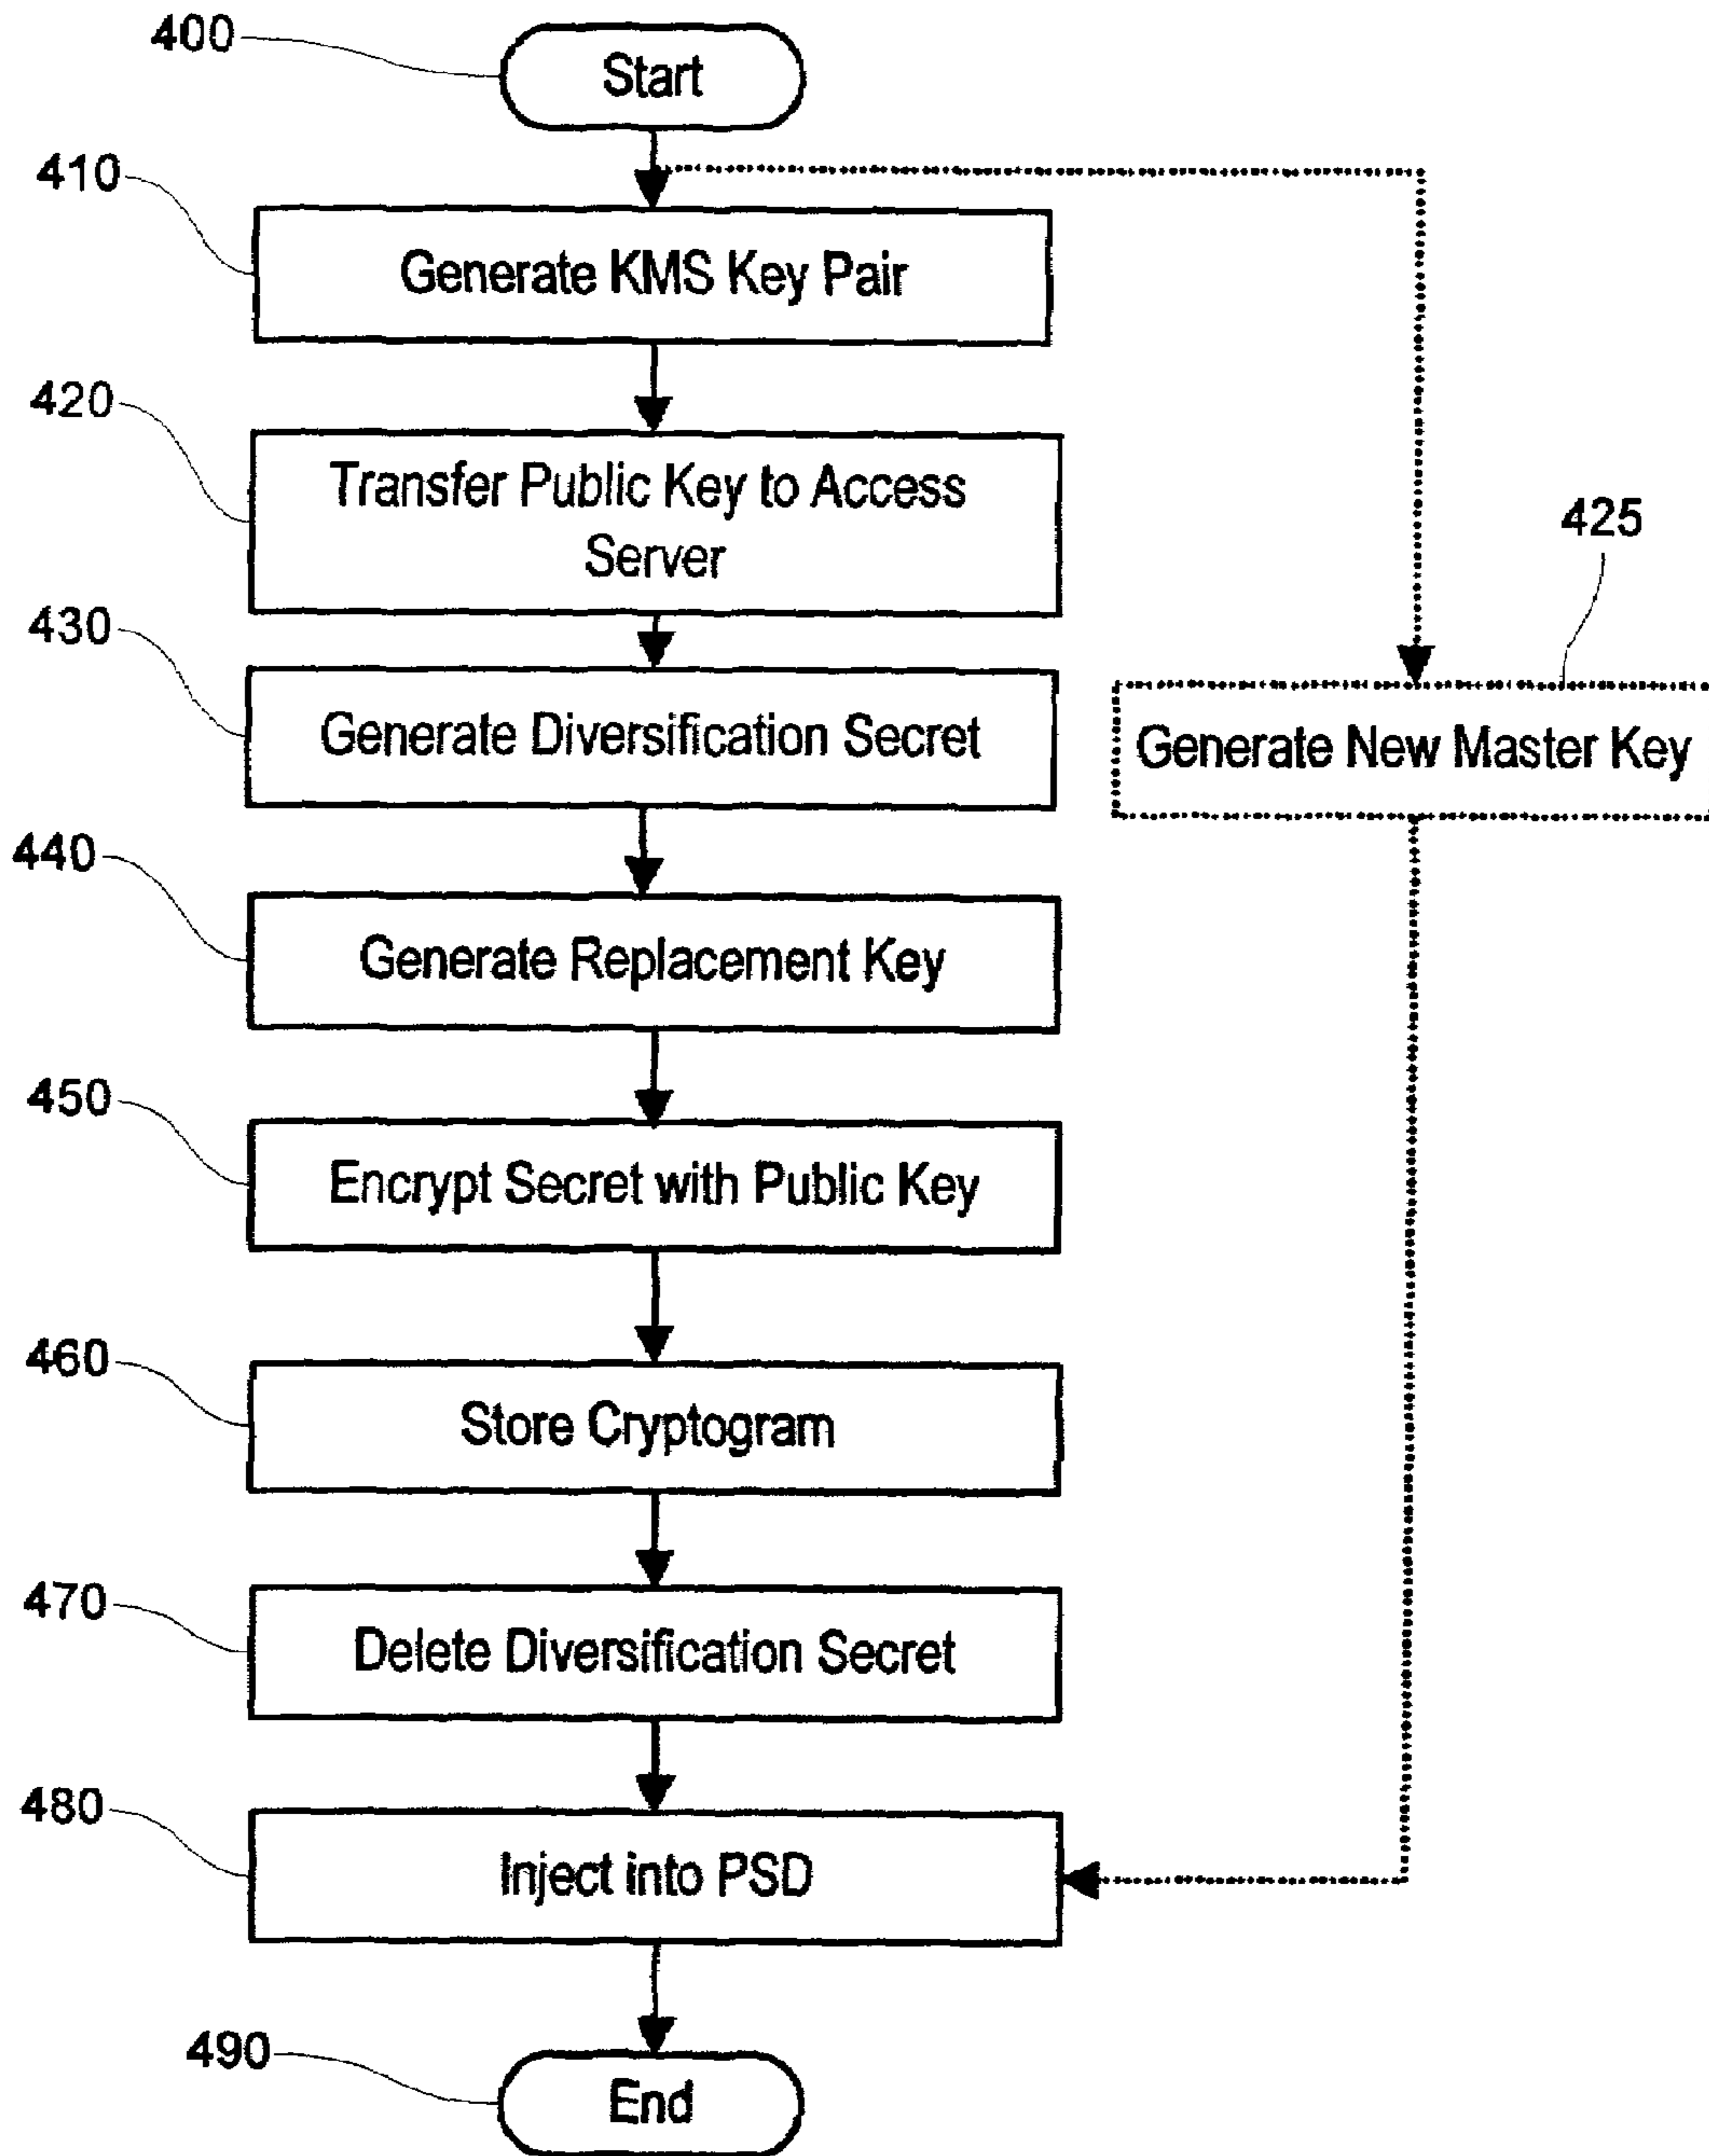 400
Start
410
Generate KMS Key Pair
420
Transfer Public Key to Access
Server
425
430
Generate Diversification Secret
Generate New Master Key
440
Generate Replacement Key
450
Encrypt Secret with Public Key
460
Store Cryptogram
470
Delete Diversification Secret
480
Inject into PSD
490
End